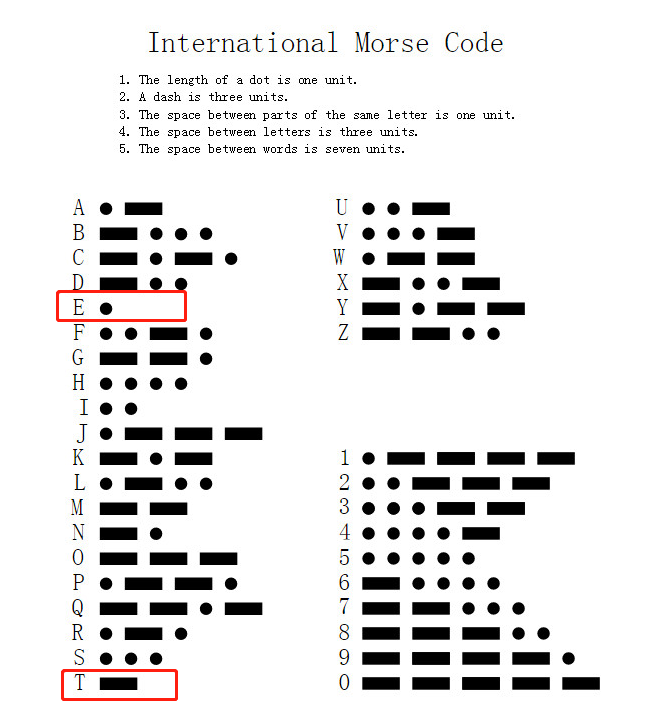 International Morse Code
1. The length of a dot is one unit.
2. A dash is three units.
3. The space between parts of the same letter is one unit.
4. The space between letters is three units.
5. The space between words is seven units.
A
B
C
D
E
F
G
H
I
J
K
L
M
N
O
P
Q
R
S
T
U
V
W
X
Y
Z
1
2
3
4
5
6
7
8
9
0